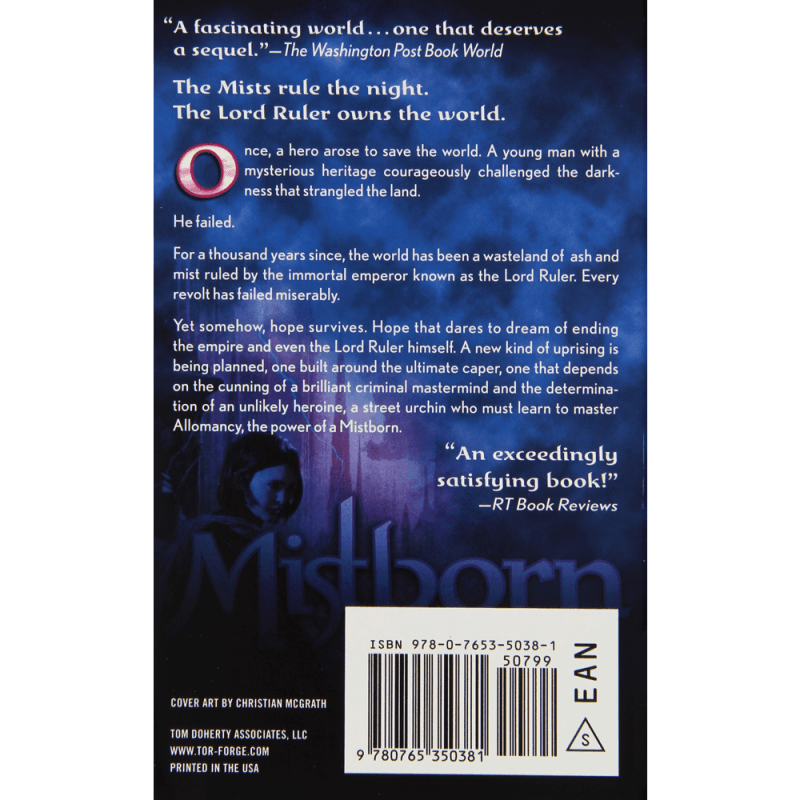 “A fascinating world...one that deserves
a sequel.”—The Washington Post Book World
The Mists rule the night.
The Lord Ruler owns the world.
Once, a hero arose to save the world. A young man with a
mysterious heritage courageously challenged the dark-
ness that strangled the land.
He failed.
For a thousand years since, the world has been a wasteland of ash and
mist ruled by the immortal emperor known as the Lord Ruler. Every
revolt has failed miserably.
Yet somehow, hope survives. Hope that dares to dream of ending
the empire and even the Lord Ruler himself. A new kind of uprising is
being planned, one built around the ultimate caper, one that depends
on the cunning of a brilliant criminal mastermind and the determina-
tion of an unlikely heroine, a street urchin who must learn to master
Allomancy, the power of a Mistborn.
“An exceedingly
satisfying book!”
—RT Book Reviews
Mistborn
ISBN 978-0-7653-5038-1
50799
EAN
S
9 780765 350381
COVER ART BY CHRISTIAN MCGRATH
TOM DOHERTY ASSOCIATES, LLC
WWW.TOR-FORGE.COM
PRINTED IN THE USA